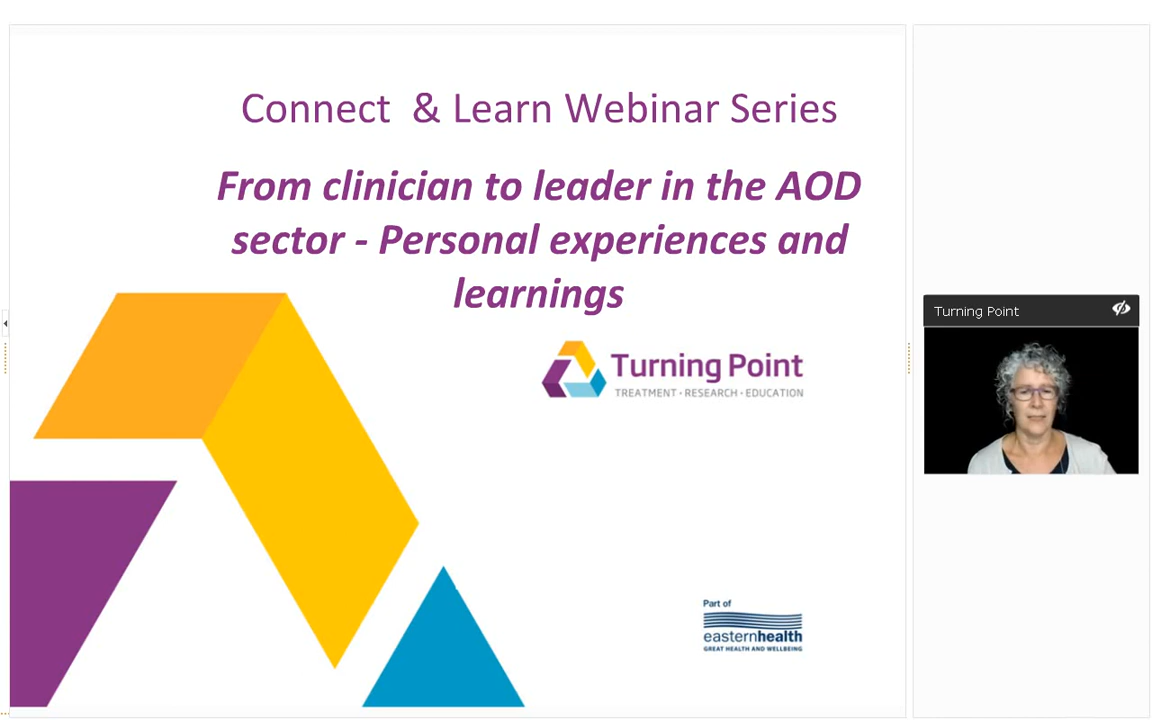 Connect & Learn Webinar Series
From clinician to leader in the AOD
sector - Personal experiences and
learnings
Turning Point
TREATMENT · RESEARCH · EDUCATION
Turning Point
Part of
easternhealth
GREAT HEALTH AND WELLBEING